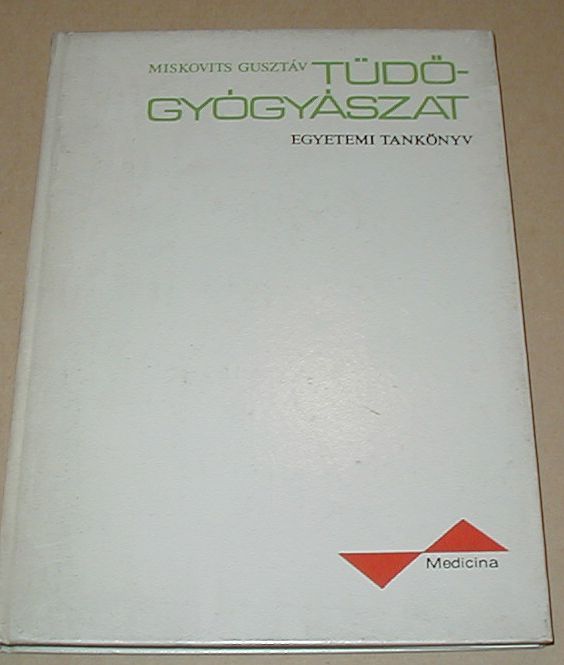 MISKOVITS GUSZTÁV TÜDŐ-
GYÓGYÁSZAT
EGYETEMI TANKÖNYV
Medicina